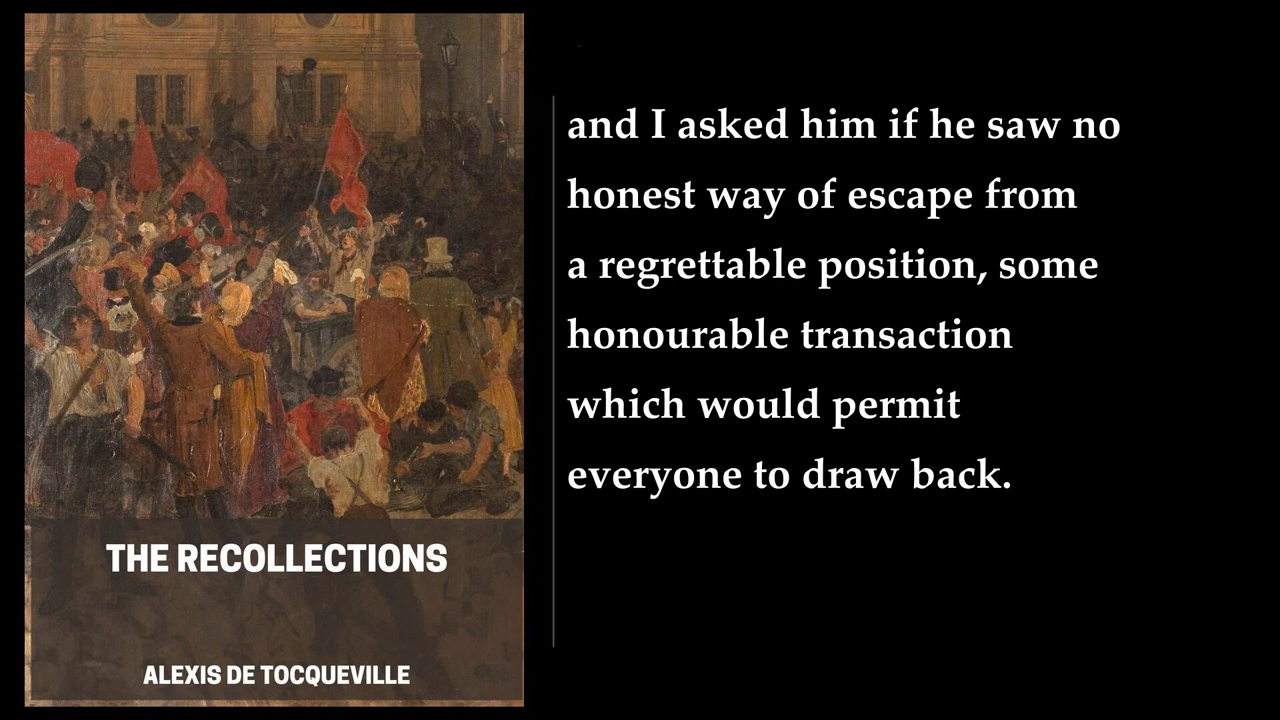 THE RECOLLECTIONS
ALEXIS DE TOCQUEVILLE
and I asked him if he saw no
honest way of escape from
a regrettable position, some
honourable transaction
which would permit
everyone to draw back.